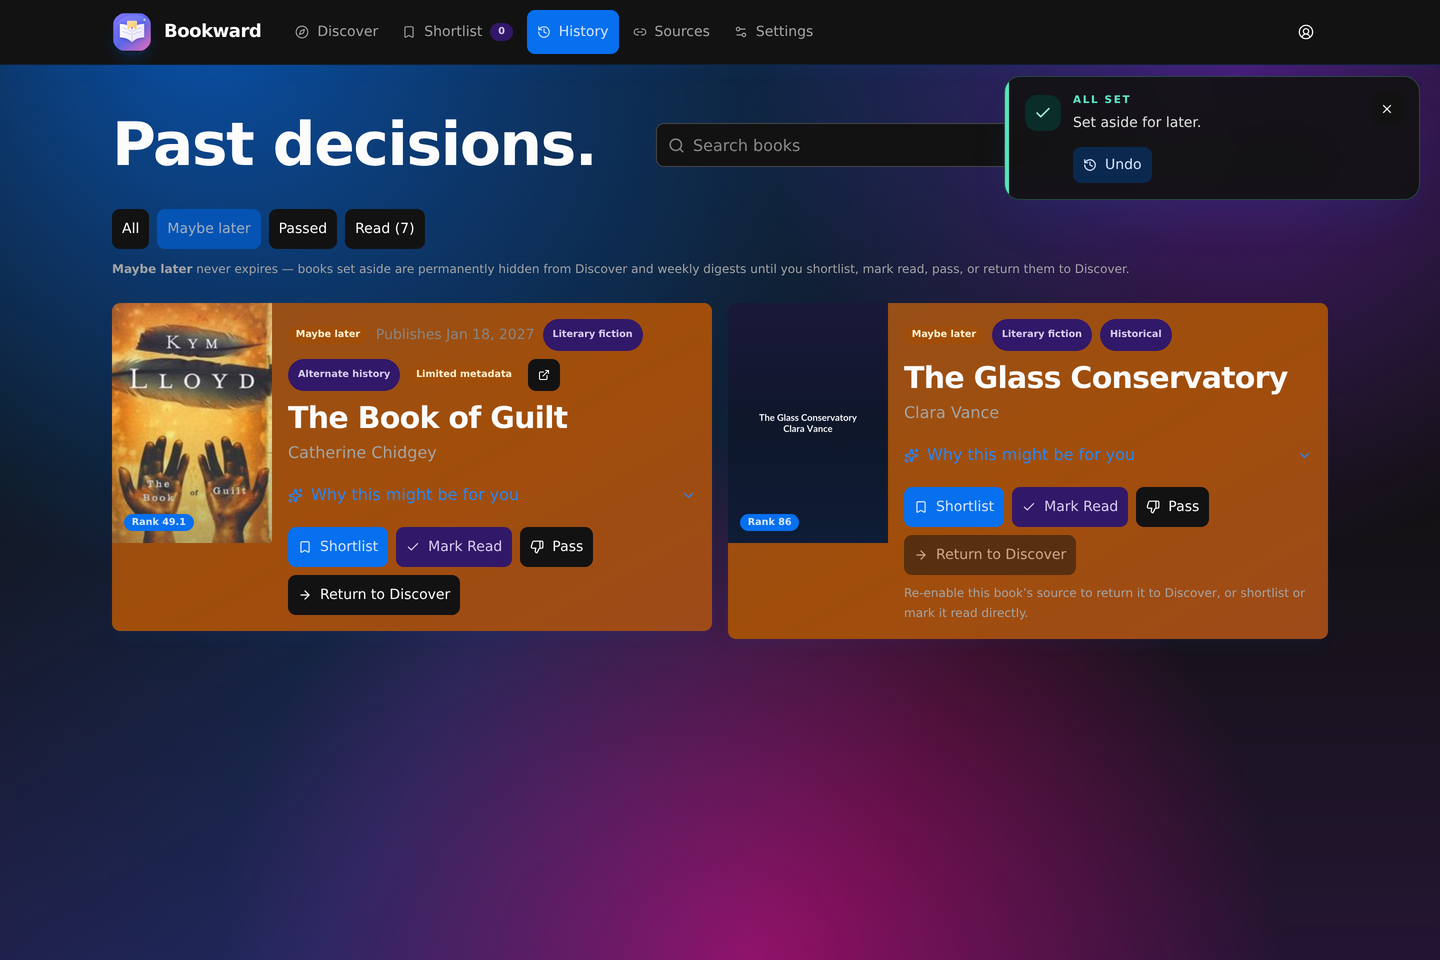 Bookward
Discover
Shortlist 0
History
Sources
Settings
ALL SET
Set aside for later.
Undo
Past decisions.
Search books
All
Maybe later
Passed
Read (7)
Maybe later never expires — books set aside are permanently hidden from Discover and weekly digests until you shortlist, mark read, pass, or return them to Discover.
KYM
LLOYD
The
Book of Guilt
Rank 49.1
Maybe later
Publishes Jan 18, 2027
Literary fiction
Alternate history
Limited metadata
The Book of Guilt
Catherine Chidgey
Why this might be for you
Shortlist
Mark Read
Pass
Return to Discover
The Glass Conservatory
Clara Vance
Rank 86
Maybe later
Literary fiction
Historical
The Glass Conservatory
Clara Vance
Why this might be for you
Shortlist
Mark Read
Pass
Return to Discover
Re-enable this book’s source to return it to Discover, or shortlist or
mark it read directly.